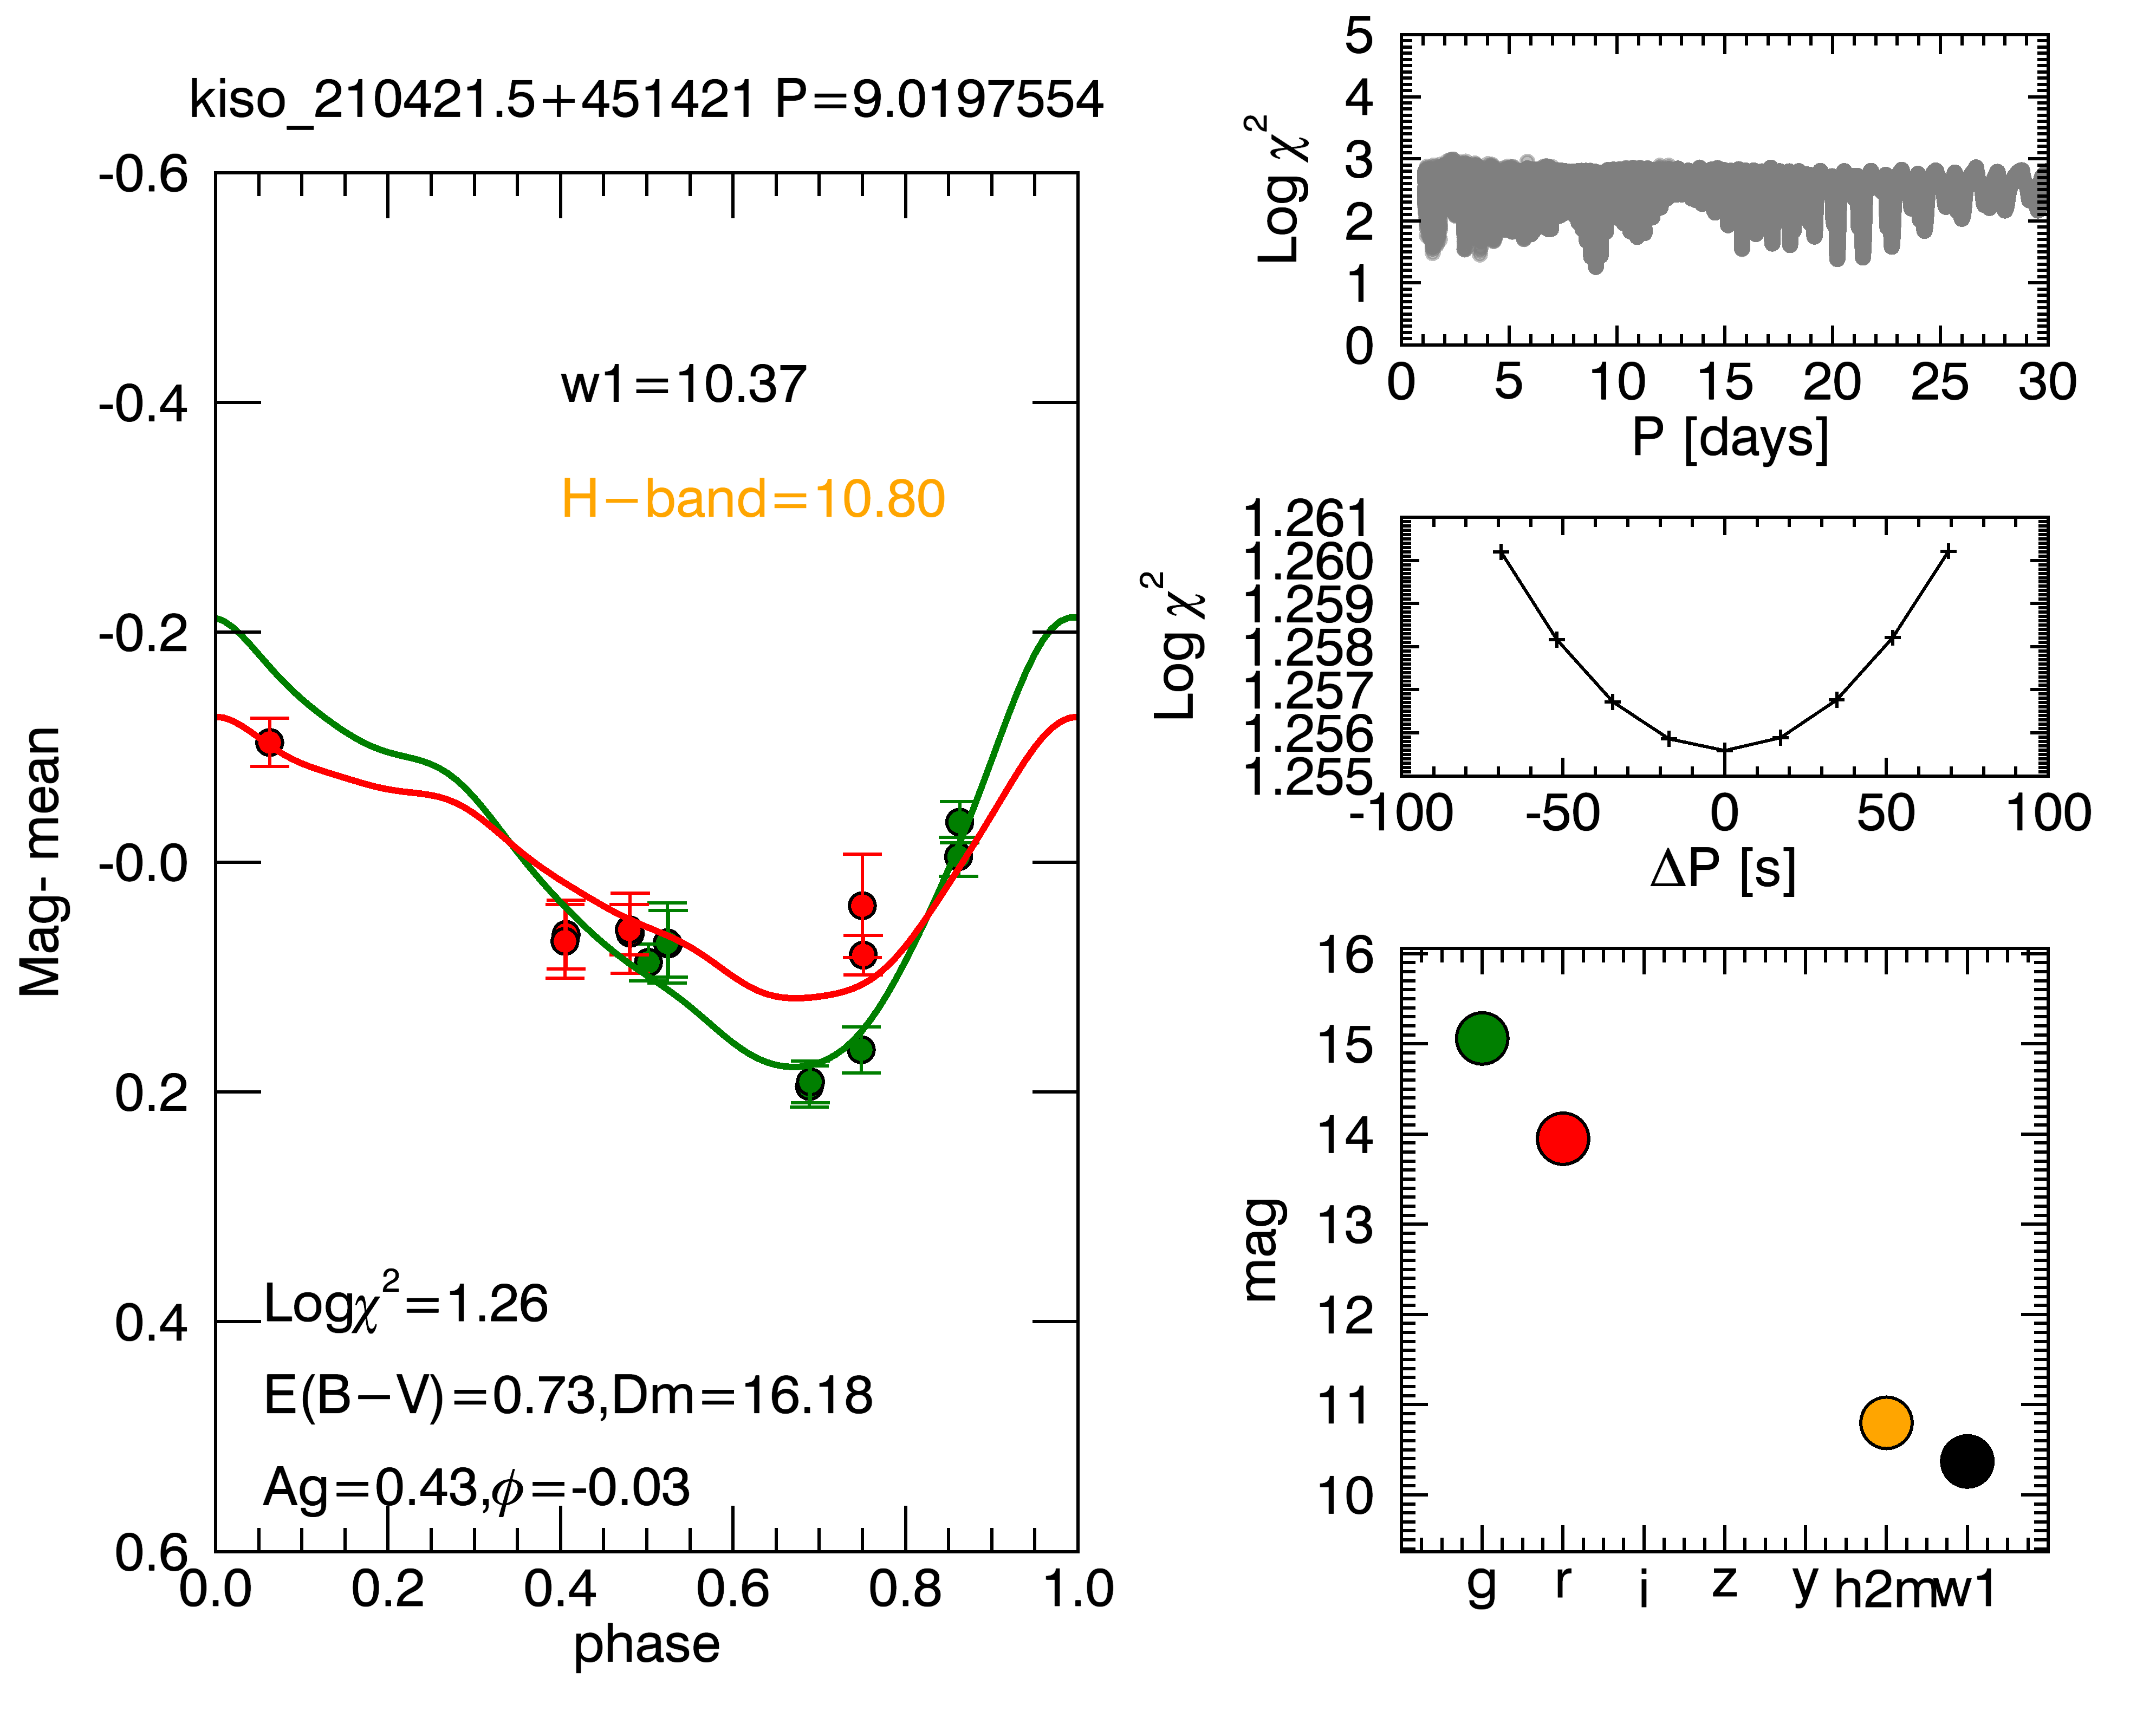 kiso_210421.5+451421 P=9.0197554
-0.6
-0.4
-0.2
-0.0
0.2
0.4
0.6
Mag- mean
w1=10.37
H−band=10.80
Logχ²=1.26
E(B−V)=0.73,Dm=16.18
Ag=0.43,ϕ=-0.03
0.0 0.2 0.4 0.6 0.8 1.0
phase
5
4
3
2
1
0
Log χ²
0 5 10 15 20 25 30
P [days]
1.261
1.260
1.259
1.258
1.257
1.256
1.255
Log χ²
-100 -50 0 50 100
ΔP [s]
16
15
14
13
12
11
10
mag
g r i z y h2mw1